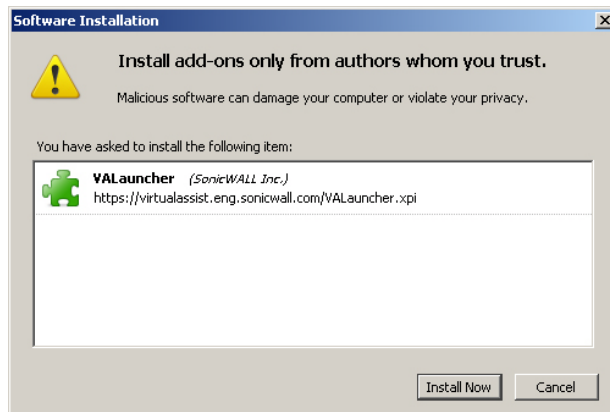 Software Installation
Install add-ons only from authors whom you trust.
Malicious software can damage your computer or violate your privacy.
You have asked to install the following item:
VALauncher (SonicWALL Inc.)
https://virtualassist.eng.sonicwall.com/VALauncher.xpi
Install Now Cancel